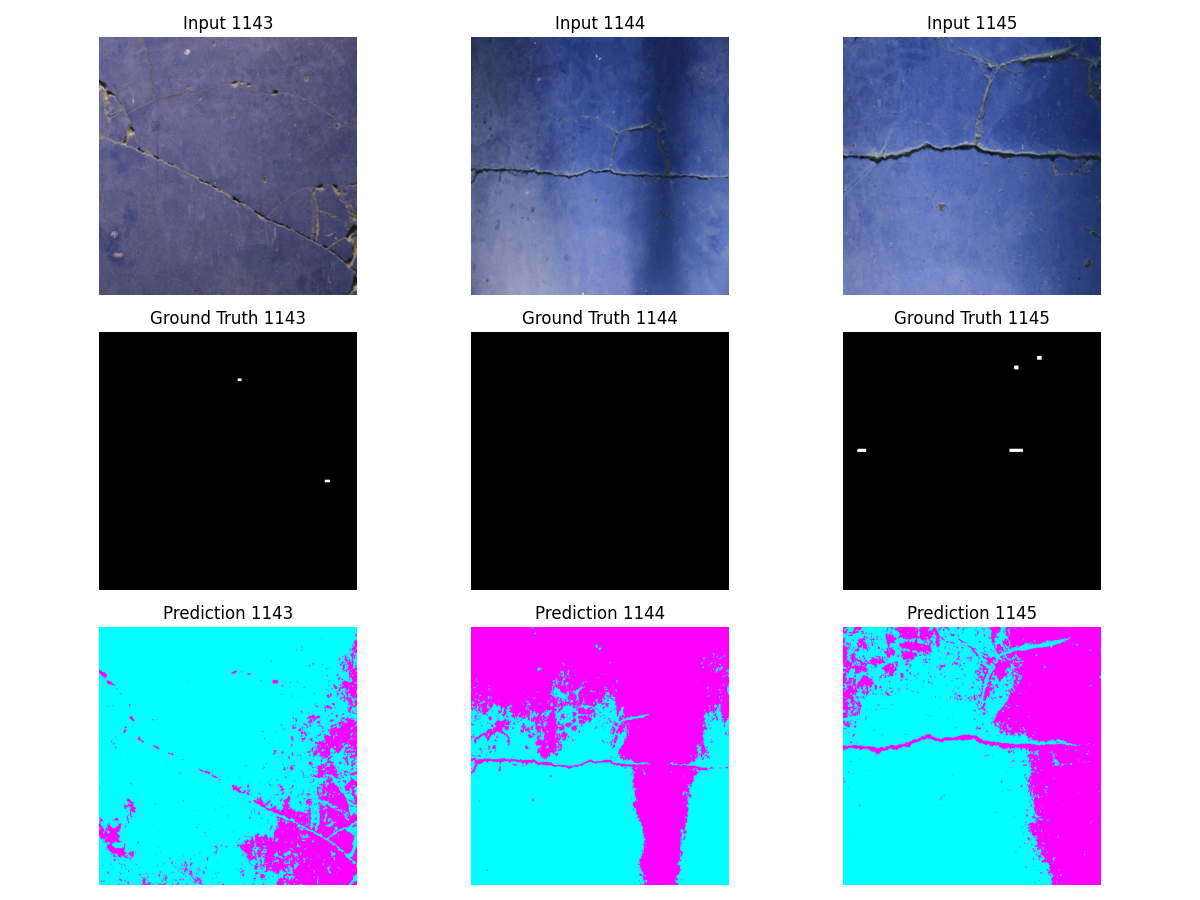 Input 1143
Input 1144
Input 1145
Ground Truth 1143
Ground Truth 1144
Ground Truth 1145
Prediction 1143
Prediction 1144
Prediction 1145